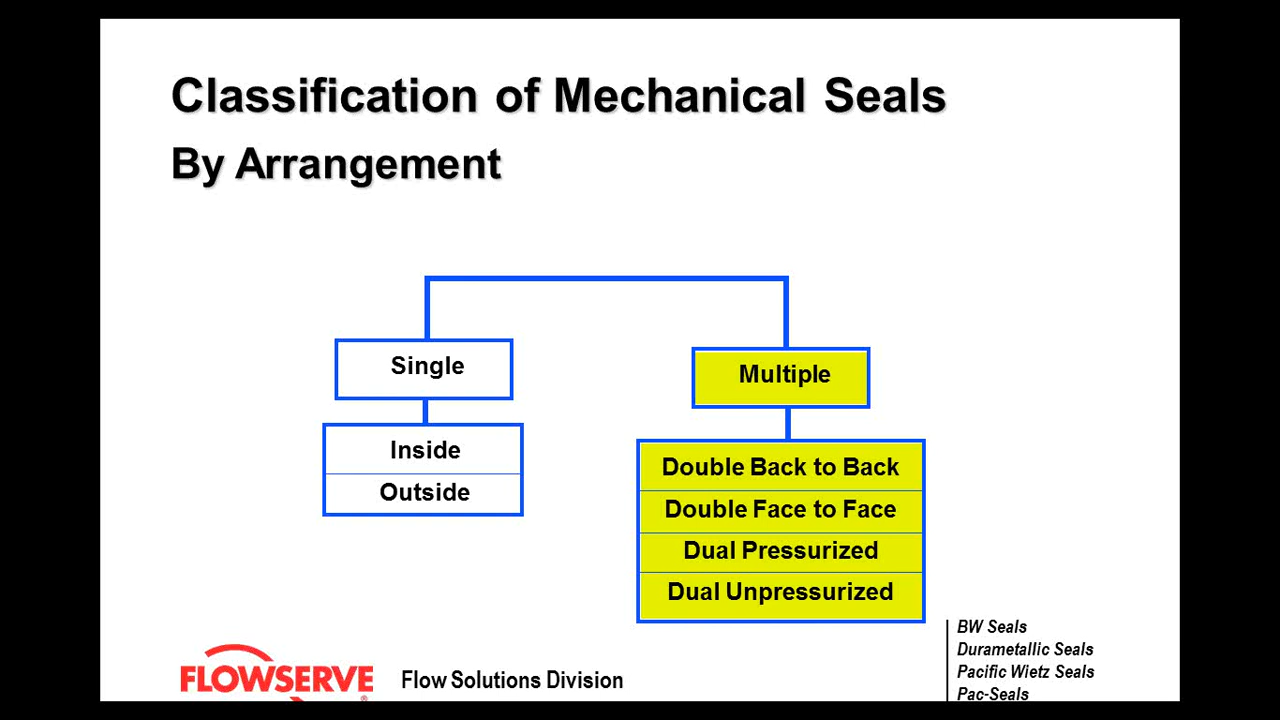 Classification of Mechanical Seals
By Arrangement
Single
Inside
Outside
Multiple
Double Back to Back
Double Face to Face
Dual Pressurized
Dual Unpressurized
FLOWSERVE
®
Flow Solutions Division
BW Seals
Durametallic Seals
Pacific Wietz Seals
Pac-Seals